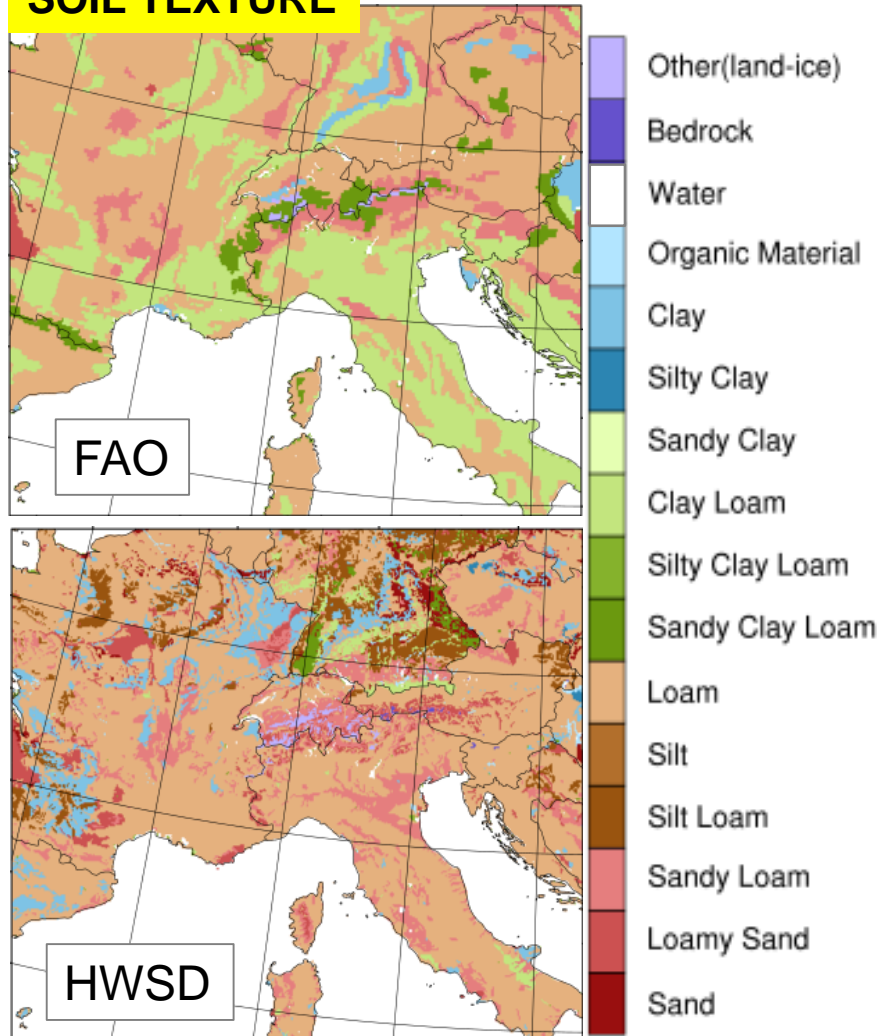 SOIL TEXTURE
FAO
HWSD
Other(land-ice)
Bedrock
Water
Organic Material
Clay
Silty Clay
Sandy Clay
Clay Loam
Silty Clay Loam
Sandy Clay Loam
Loam
Silt
Silt Loam
Sandy Loam
Loamy Sand
Sand